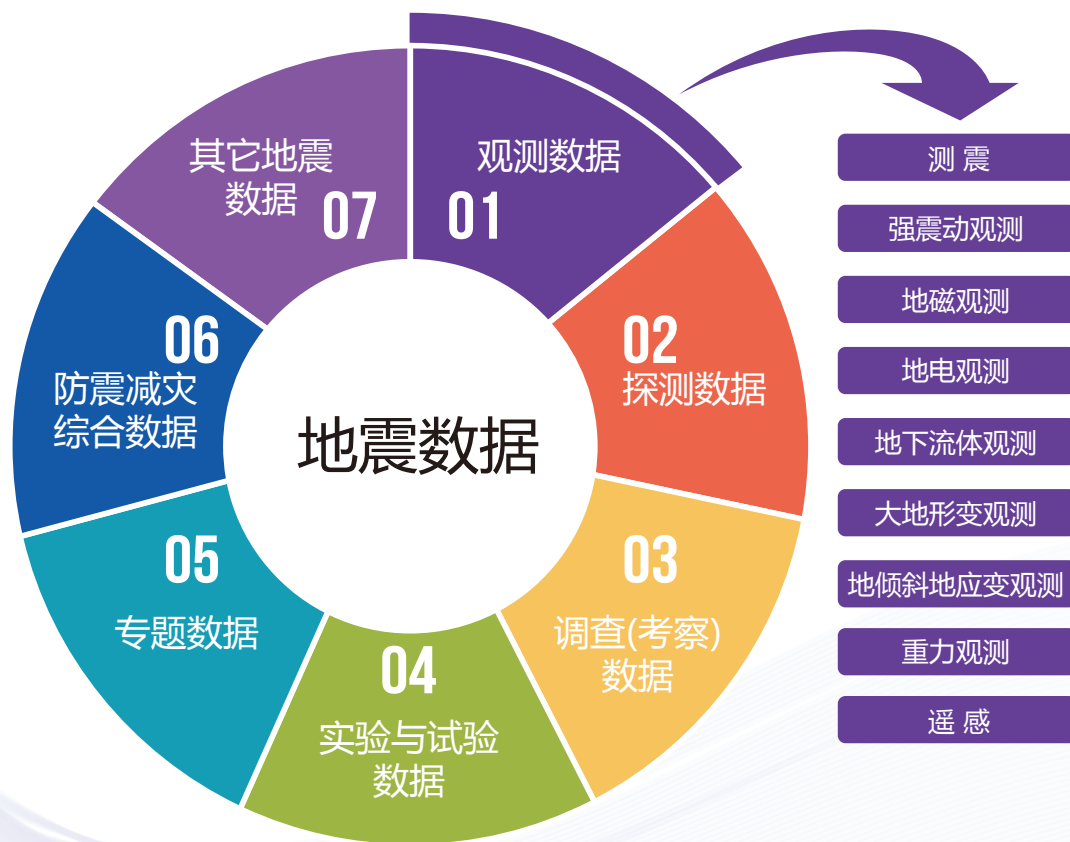 地震数据
观测数据
01
02
探测数据
03
调查(考察)
数据
04
实验与试验
数据
05
专题数据
06
防震减灾
综合数据
其它地震
数据
07
测 震
强震动观测
地磁观测
地电观测
地下流体观测
大地形变观测
地倾斜地应变观测
重力观测
遥 感